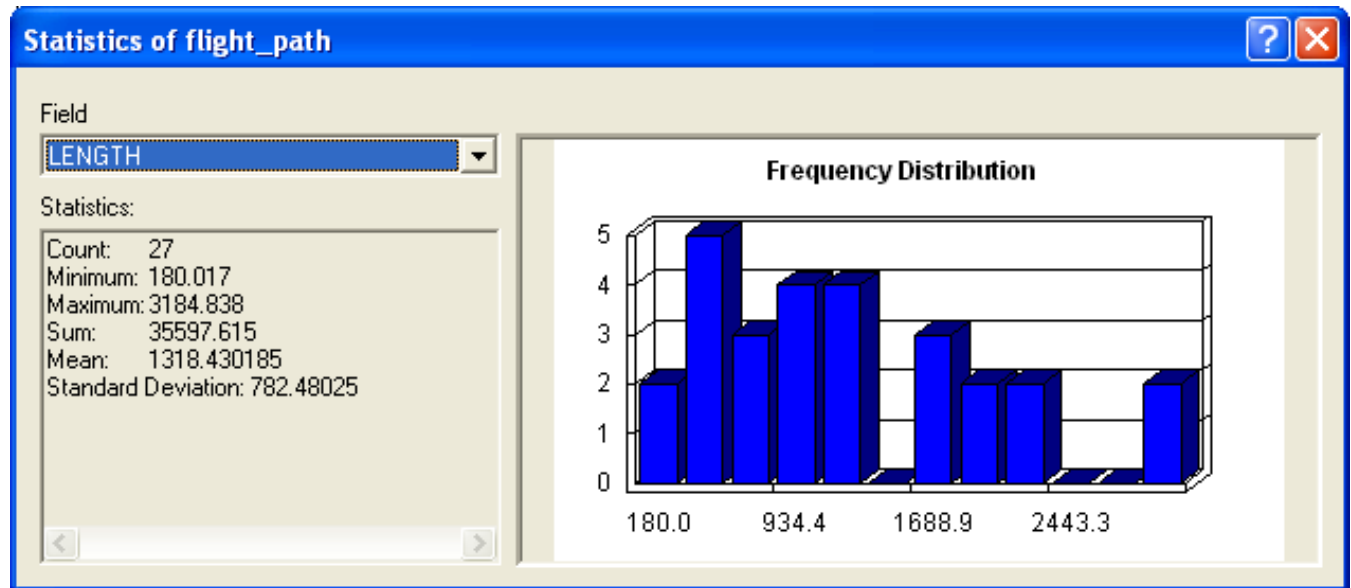 Statistics of flight_path
Field
LENGTH
Statistics:
Count: 27
Minimum: 180.017
Maximum: 3184.838
Sum: 35597.615
Mean: 1318.430185
Standard Deviation: 782.48025
Frequency Distribution
5
4
3
2
1
0
180.0 934.4 1688.9 2443.3